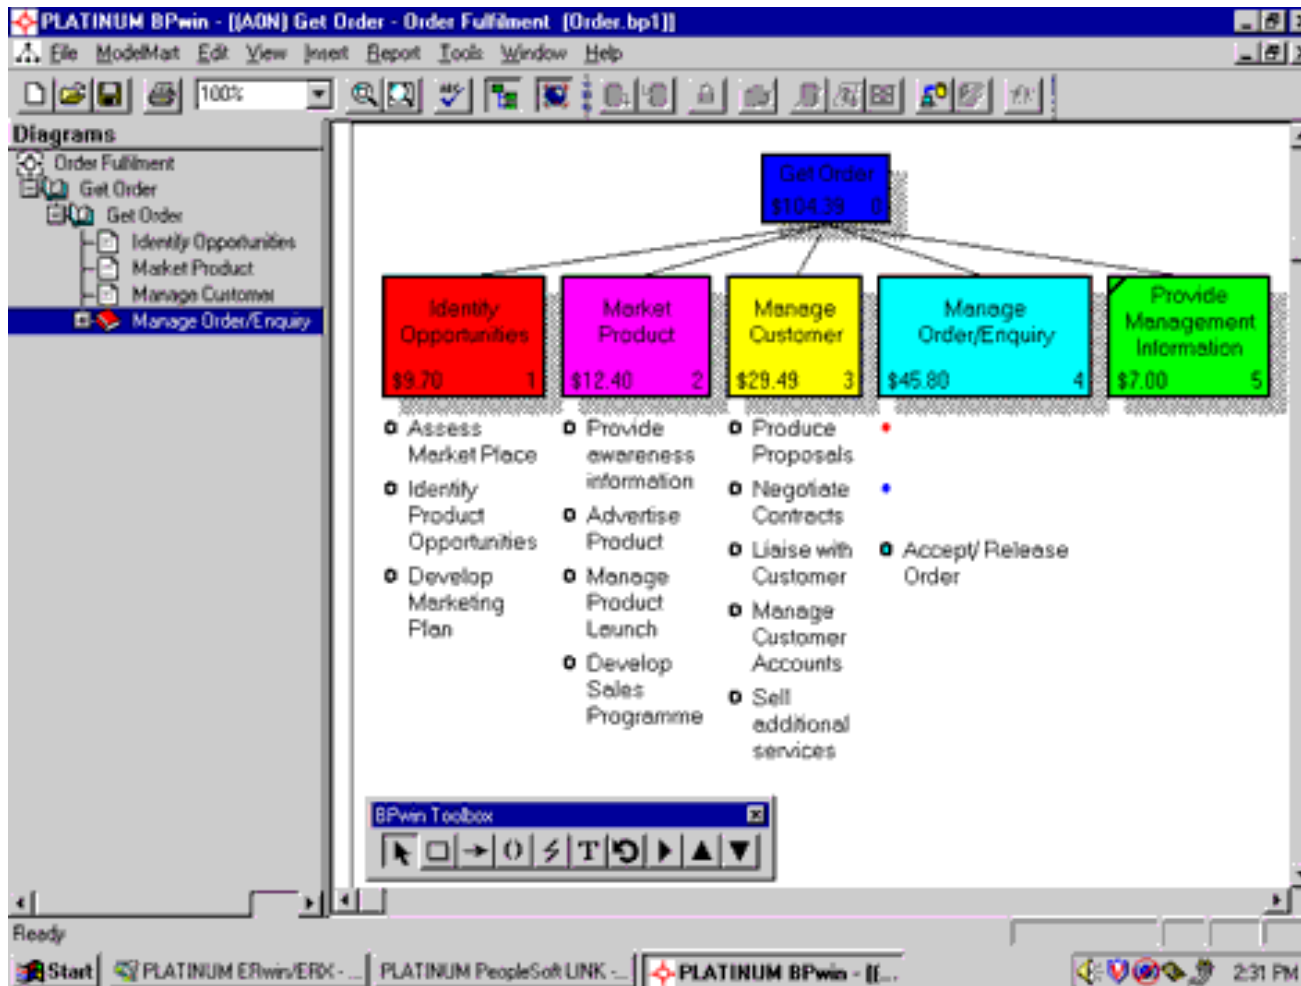 PLATINUM BPwin - [(A0N) Get Order - Order Fulfilment [Order.bp1]]
File ModelMart Edit View Insert Report Tools Window Help
100%
ABC
Diagrams
Order Fulfilment
Get Order
Get Order
Identify Opportunities
Market Product
Manage Customer
Manage Order/Enquiry
Get Order
$104.39 0
Identify
Opportunities
$9.70 1
Market
Product
$12.40 2
Manage
Customer
$29.49 3
Manage
Order/Enquiry
$45.80 4
Provide
Management
Information
$7.00 5
Assess
Market Place
Identify
Product
Opportunities
Develop
Marketing
Plan
Provide
awareness
information
Advertise
Product
Manage
Product
Launch
Develop
Sales
Programme
Produce
Proposals
Negotiate
Contracts
Liaise with
Customer
Manage
Customer
Accounts
Sell
additional
services
Accept/ Release
Order
BPwin Toolbox
T
Ready
Start
PLATINUM ERwin/ERX - ...
PLATINUM PeopleSoft LINK -...
PLATINUM BPwin - [(...
2:31 PM